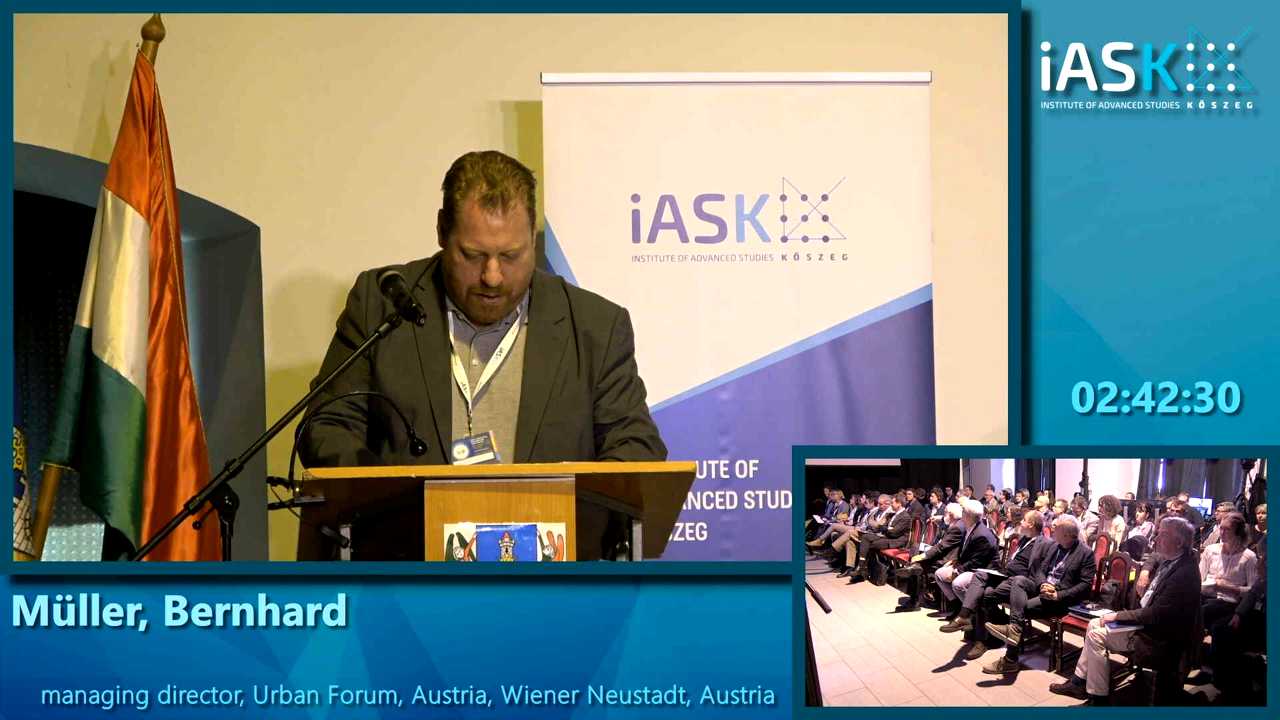 iASK
INSTITUTE OF ADVANCED STUDIES KŐSZEG
iASK
INSTITUTE OF ADVANCED STUDIES KŐSZEG
02:42:30
UTE OF
ANCED STUD
ZEG
Müller, Bernhard
managing director, Urban Forum, Austria, Wiener Neustadt, Austria